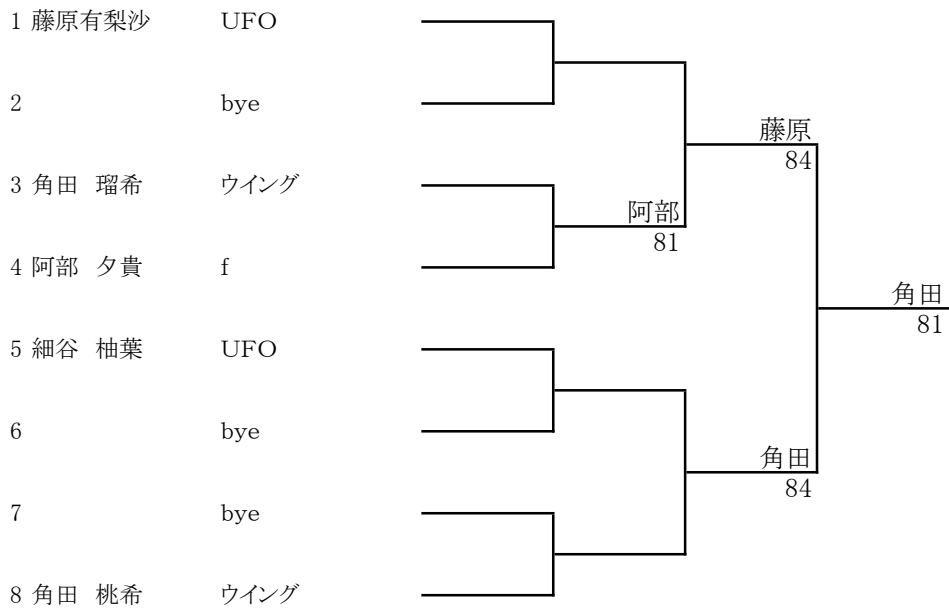 1 藤原有梨沙 UFO
2 bye
藤原
84
3 角田 瑠希 ウイング
阿部
81
4 阿部 夕貴 f
角田
81
5 細谷 柚葉 UFO
6 bye
角田
84
7 bye
8 角田 桃希 ウイング